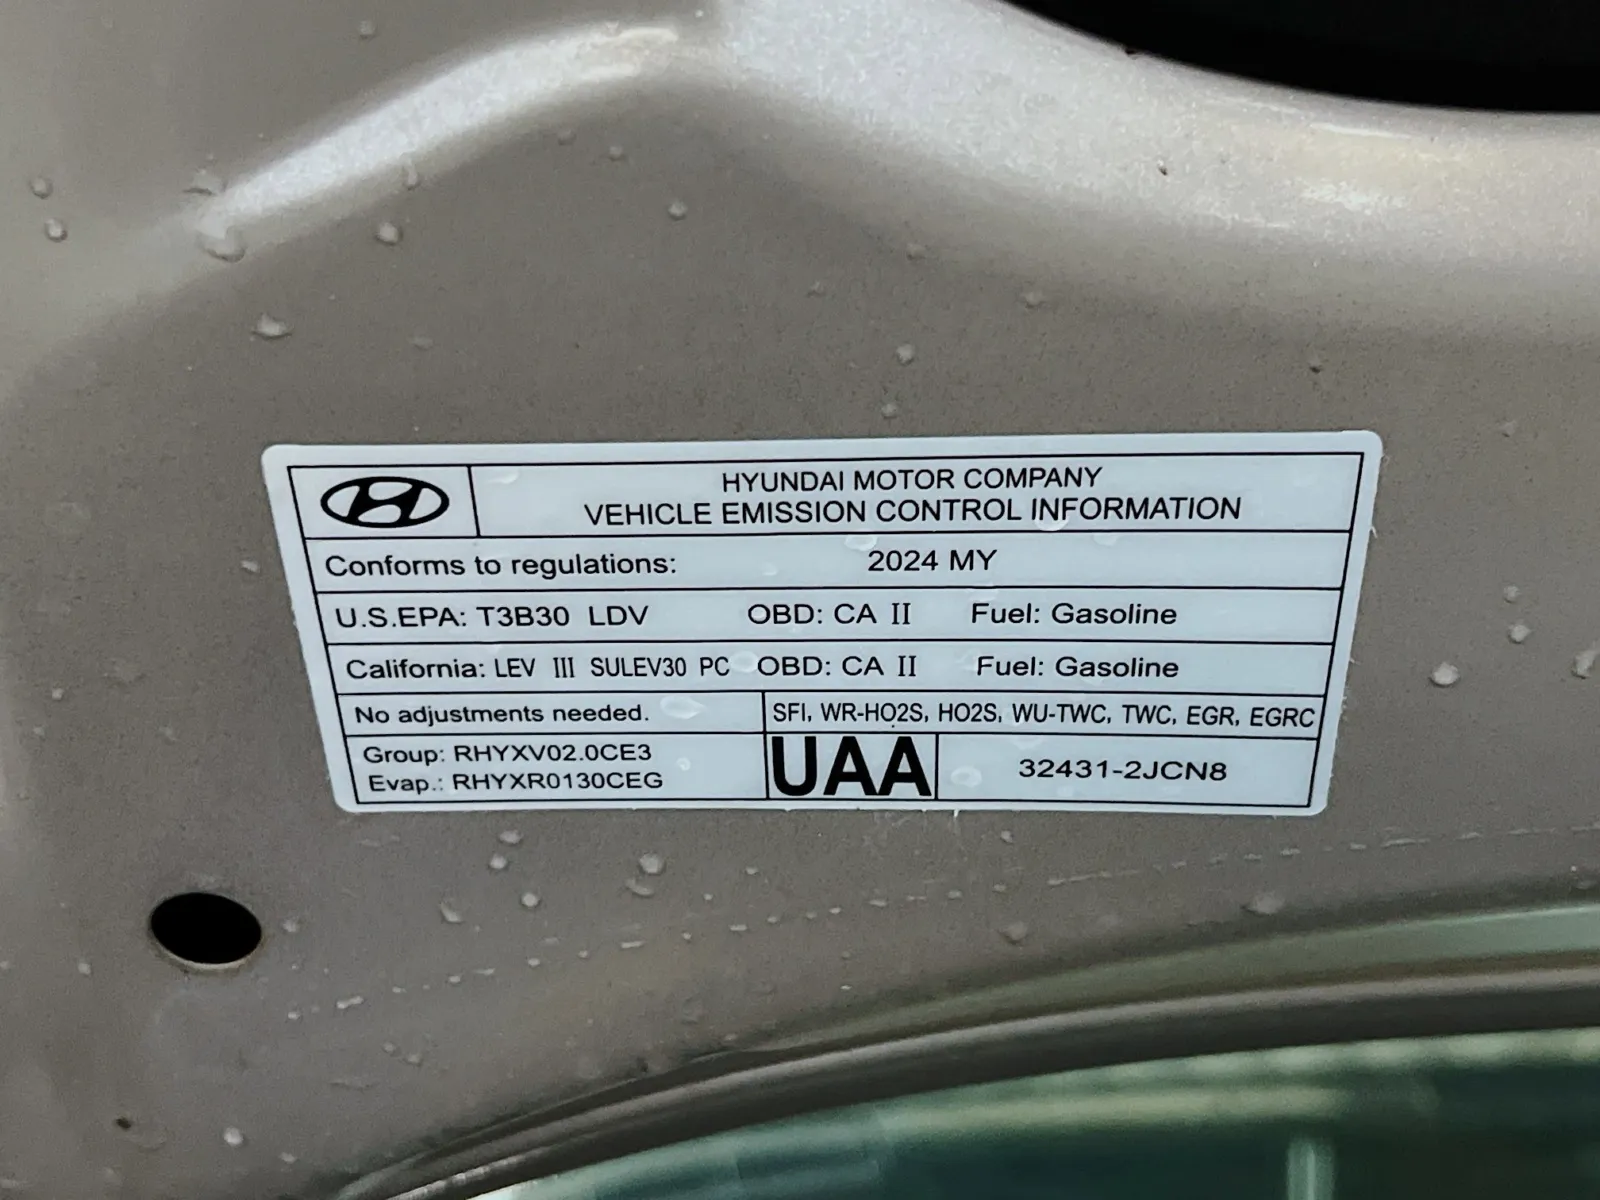 HYUNDAI MOTOR COMPANY
VEHICLE EMISSION CONTROL INFORMATION
Conforms to regulations: 2024 MY
U.S.EPA: T3B30 LDV OBD: CA II Fuel: Gasoline
California: LEV III SULEV30 PC OBD: CA II Fuel: Gasoline
No adjustments needed. SFI, WR-HO2S, HO2S, WU-TWC, TWC, EGR, EGRC
Group: RHYXV02.0CE3
Evap.: RHYXR0130CEG
UAA 32431-2JCN8